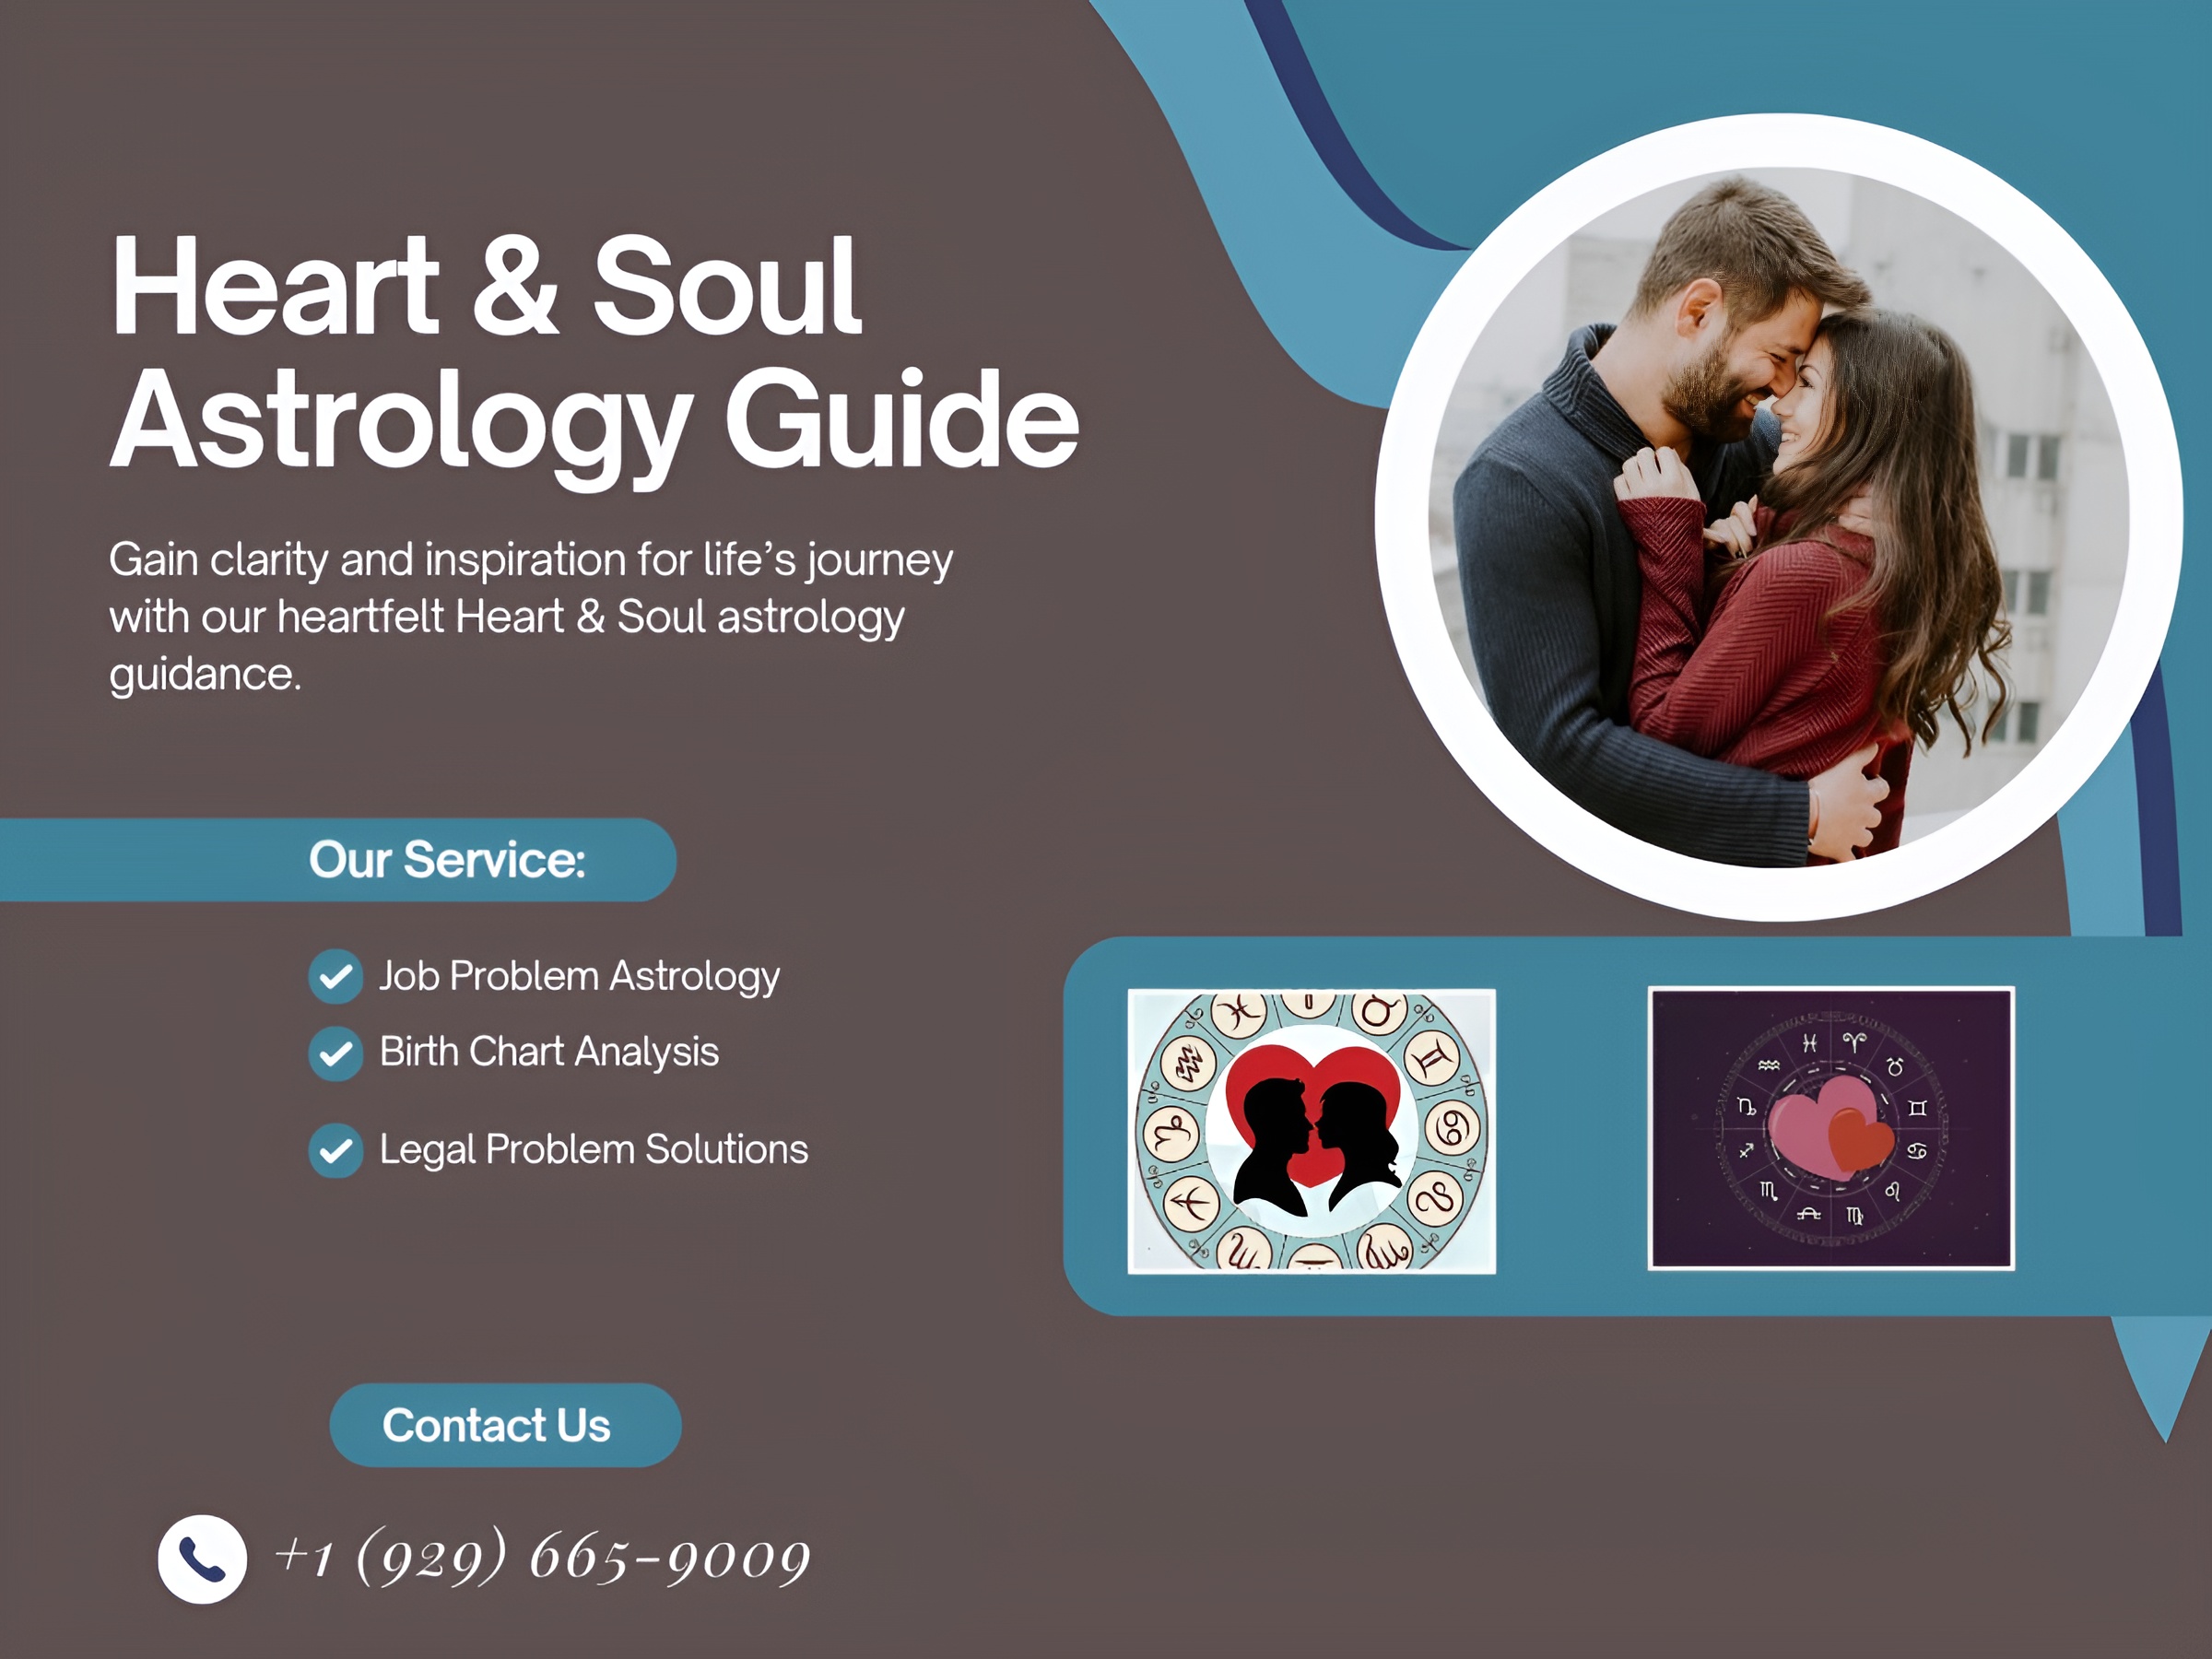 Heart & Soul
Astrology Guide
Gain clarity and inspiration for life’s journey
with our heartfelt Heart & Soul astrology
guidance.
Our Service:
Job Problem Astrology
Birth Chart Analysis
Legal Problem Solutions
Contact Us
+1 (929) 665-9009